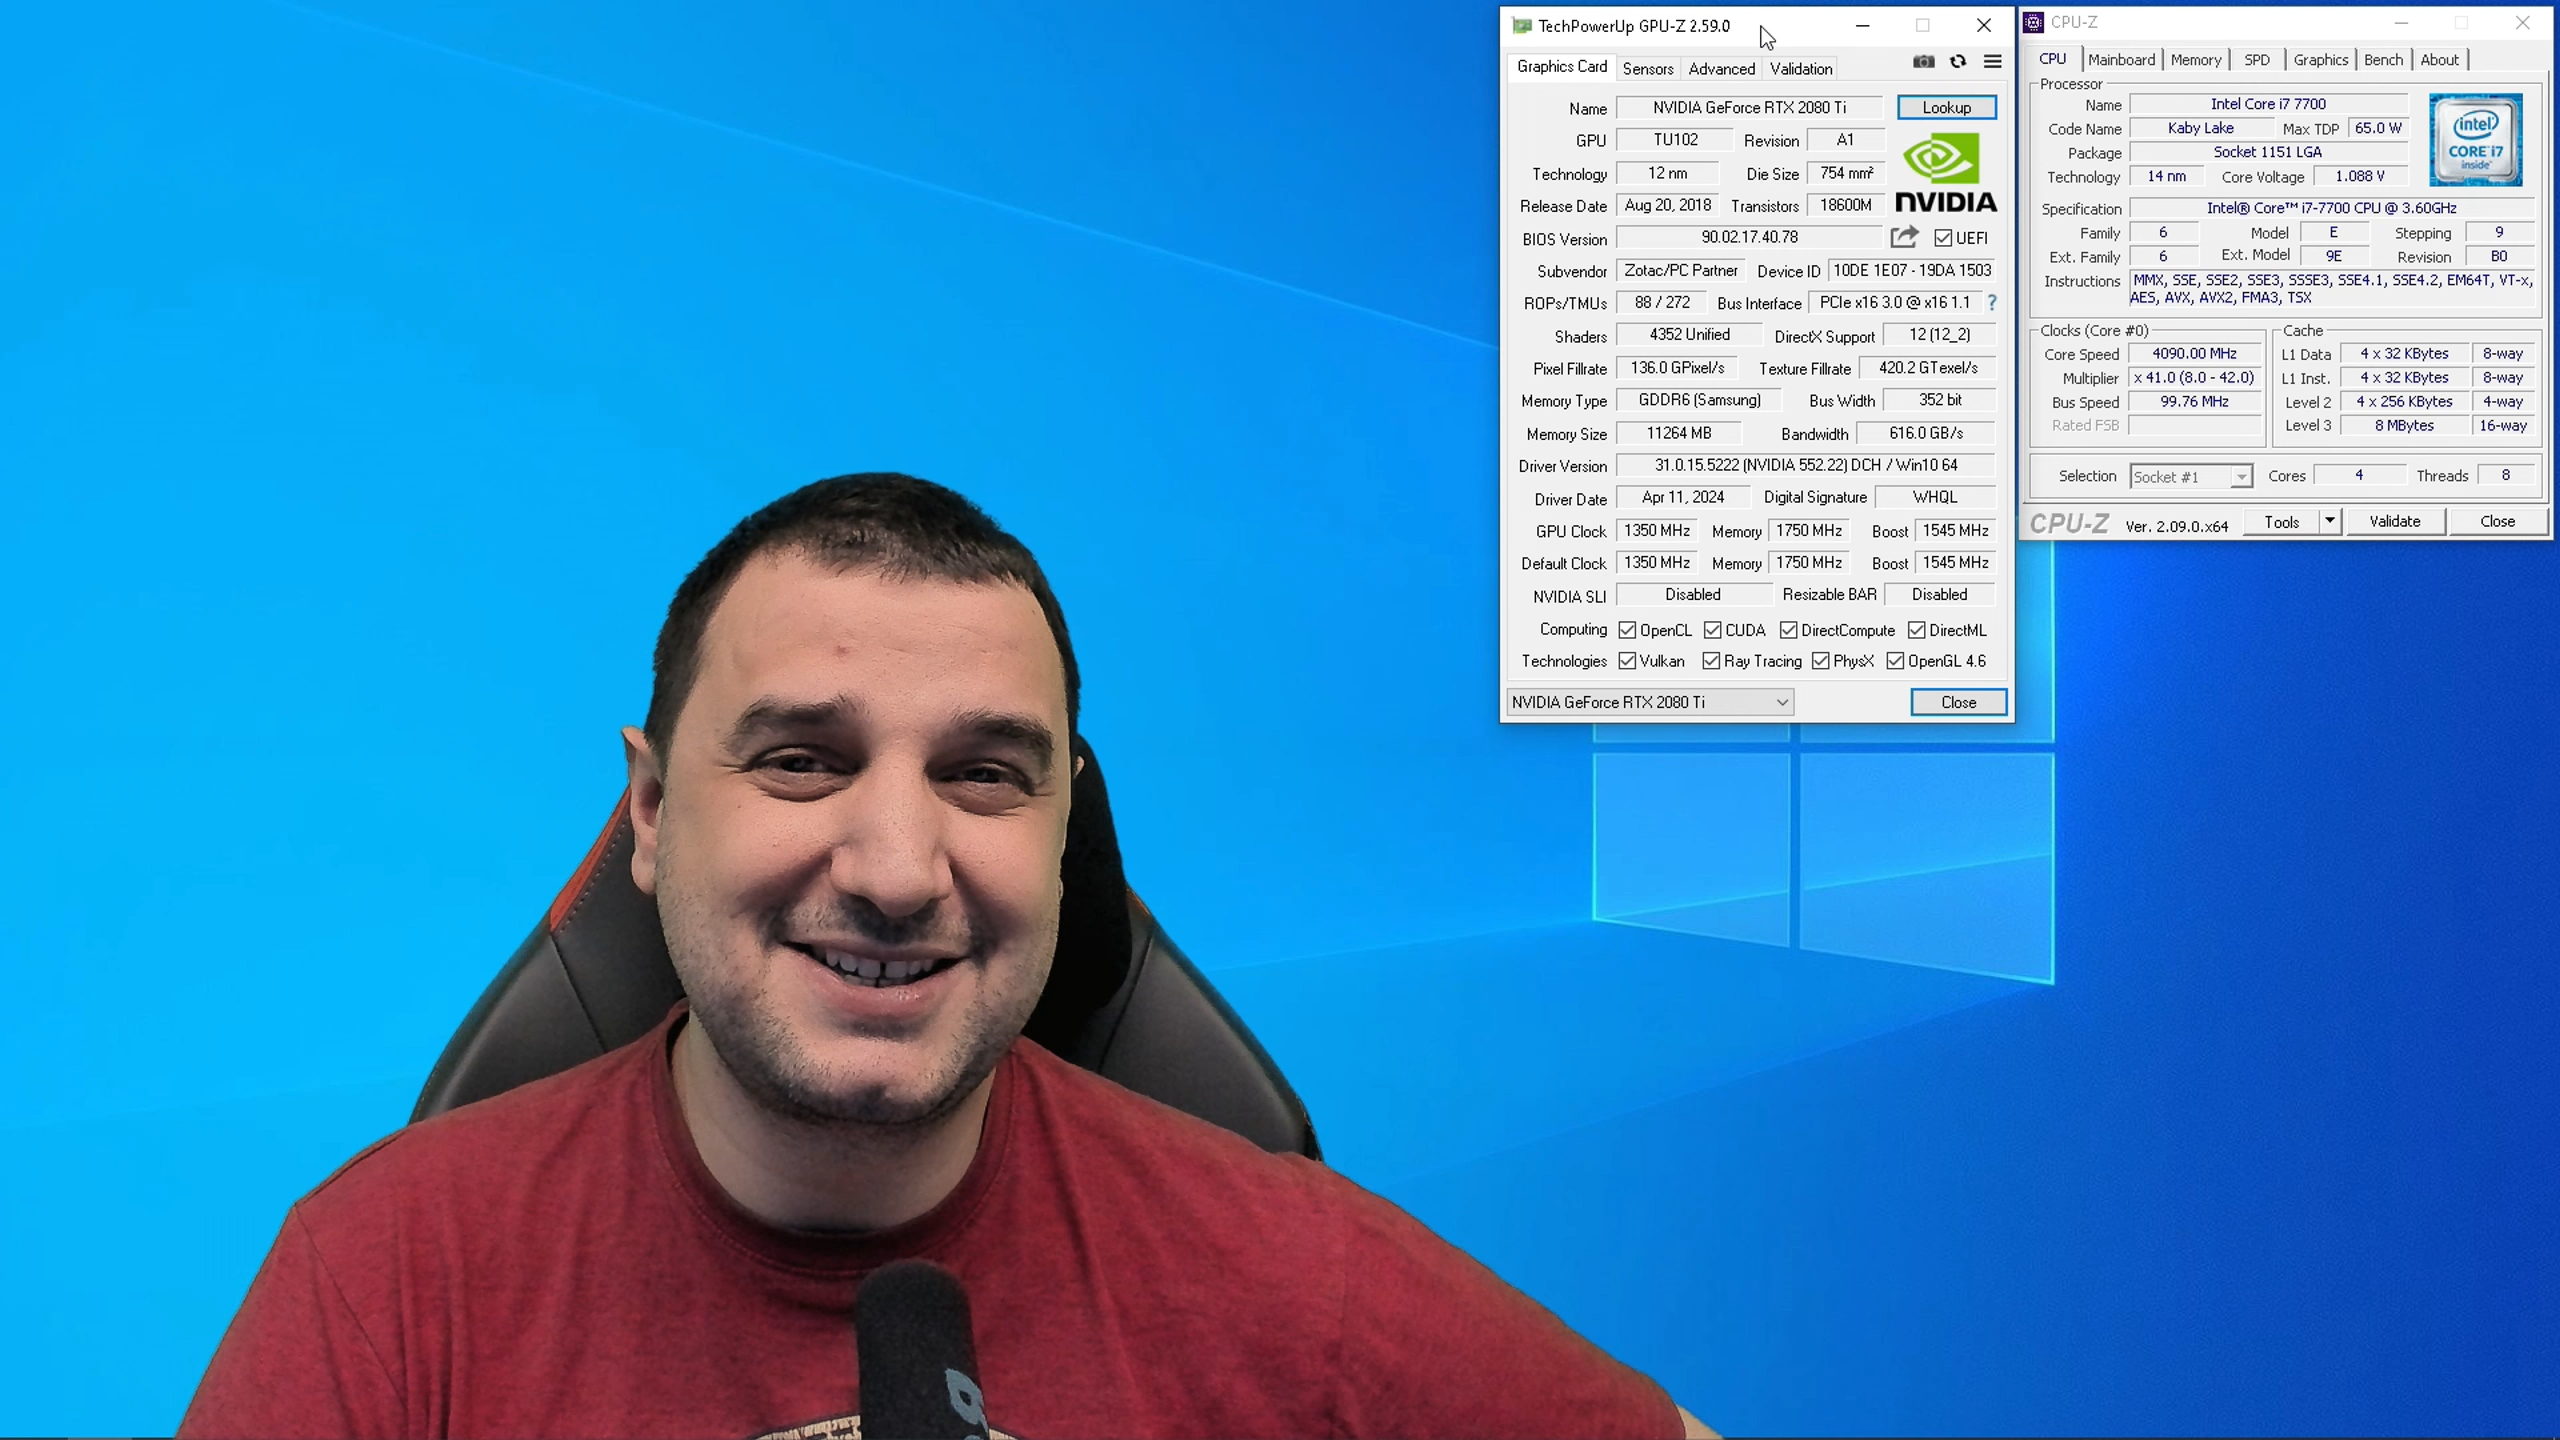 TechPowerUp GPU-Z 2.59.0
Graphics Card Sensors Advanced Validation
Name NVIDIA GeForce RTX 2080 Ti Lookup
GPU TU102 Revision A1
Technology 12 nm Die Size 754 mm²
Release Date Aug 20, 2018 Transistors 18600M
NVIDIA
BIOS Version 90.02.17.40.78 UEFI
Subvendor Zotac/PC Partner Device ID 10DE 1E07 - 19DA 1503
ROPs/TMUs 88 / 272 Bus Interface PCIe x16 3.0 @ x16 1.1 ?
Shaders 4352 Unified DirectX Support 12 (12_2)
Pixel Fillrate 136.0 GPixel/s Texture Fillrate 420.2 GTexel/s
Memory Type GDDR6 (Samsung) Bus Width 352 bit
Memory Size 11264 MB Bandwidth 616.0 GB/s
Driver Version 31.0.15.5222 (NVIDIA 552.22) DCH / Win10 64
Driver Date Apr 11, 2024 Digital Signature WHQL
GPU Clock 1350 MHz Memory 1750 MHz Boost 1545 MHz
Default Clock 1350 MHz Memory 1750 MHz Boost 1545 MHz
NVIDIA SLI Disabled Resizable BAR Disabled
Computing OpenCL CUDA DirectCompute DirectML
Technologies Vulkan Ray Tracing PhysX OpenGL 4.6
NVIDIA GeForce RTX 2080 Ti Close
CPU-Z
CPU Mainboard Memory SPD Graphics Bench About
Processor
Name Intel Core i7 7700
Code Name Kaby Lake Max TDP 65.0 W
Package Socket 1151 LGA
Technology 14 nm Core Voltage 1.088 V
intel
CORE i7
inside
Specification Intel® Core™ i7-7700 CPU @ 3.60GHz
Family 6 Model E Stepping 9
Ext. Family 6 Ext. Model 9E Revision B0
Instructions MMX, SSE, SSE2, SSE3, SSSE3, SSE4.1, SSE4.2, EM64T, VT-x,
AES, AVX, AVX2, FMA3, TSX
Clocks (Core #0)
Core Speed 4090.00 MHz
Multiplier x 41.0 (8.0 - 42.0)
Bus Speed 99.76 MHz
Rated FSB
Cache
L1 Data 4 x 32 KBytes 8-way
L1 Inst. 4 x 32 KBytes 8-way
Level 2 4 x 256 KBytes 4-way
Level 3 8 MBytes 16-way
Selection Socket #1 Cores 4 Threads 8
CPU-Z Ver. 2.09.0.x64 Tools Validate Close